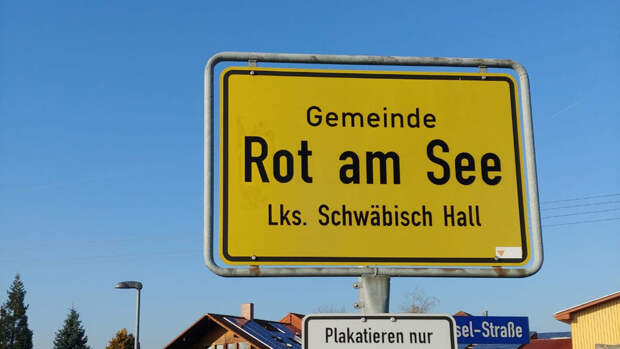 Gemeinde
Rot am See
Lks. Schwäbisch Hall
Plakatieren nur
sel-Straße